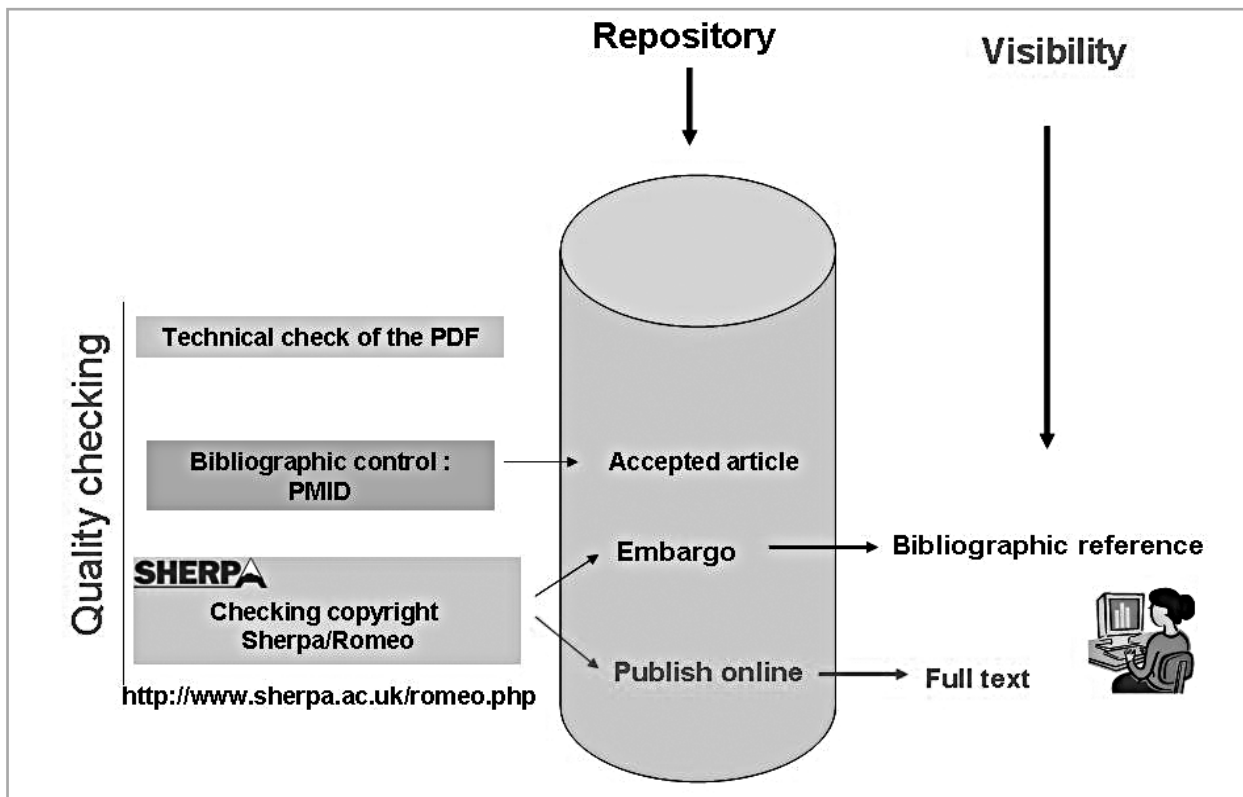 Repository
Visibility
Quality checking
Technical check of the PDF
Bibliographic control :
PMID
Accepted article
SHERPA
Checking copyright
Sherpa/Romeo
http://www.sherpa.ac.uk/romeo.php
Embargo
Bibliographic reference
Publish online
Full text